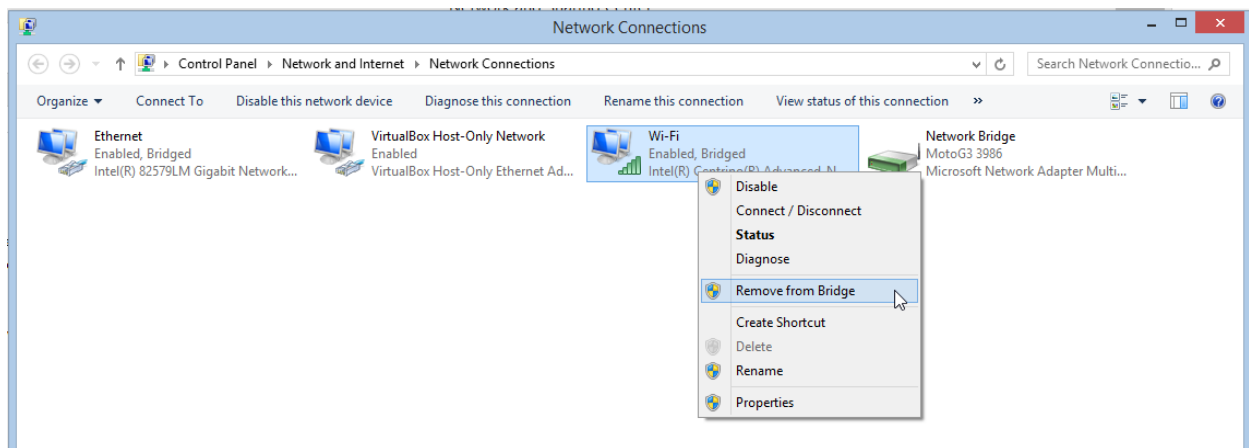 Network Connections
Control Panel Network and Internet Network Connections
Search Network Connectio...
Organize Connect To Disable this network device Diagnose this connection Rename this connection View status of this connection »
Ethernet
Enabled, Bridged
Intel(R) 82579LM Gigabit Network...
VirtualBox Host-Only Network
Enabled
VirtualBox Host-Only Ethernet Ad...
Wi-Fi
Enabled, Bridged
Intel(R) Centrino(R) Advanced-N
Network Bridge
MotoG3 3986
Microsoft Network Adapter Multi...
Disable
Connect / Disconnect
Status
Diagnose
Remove from Bridge
Create Shortcut
Delete
Rename
Properties